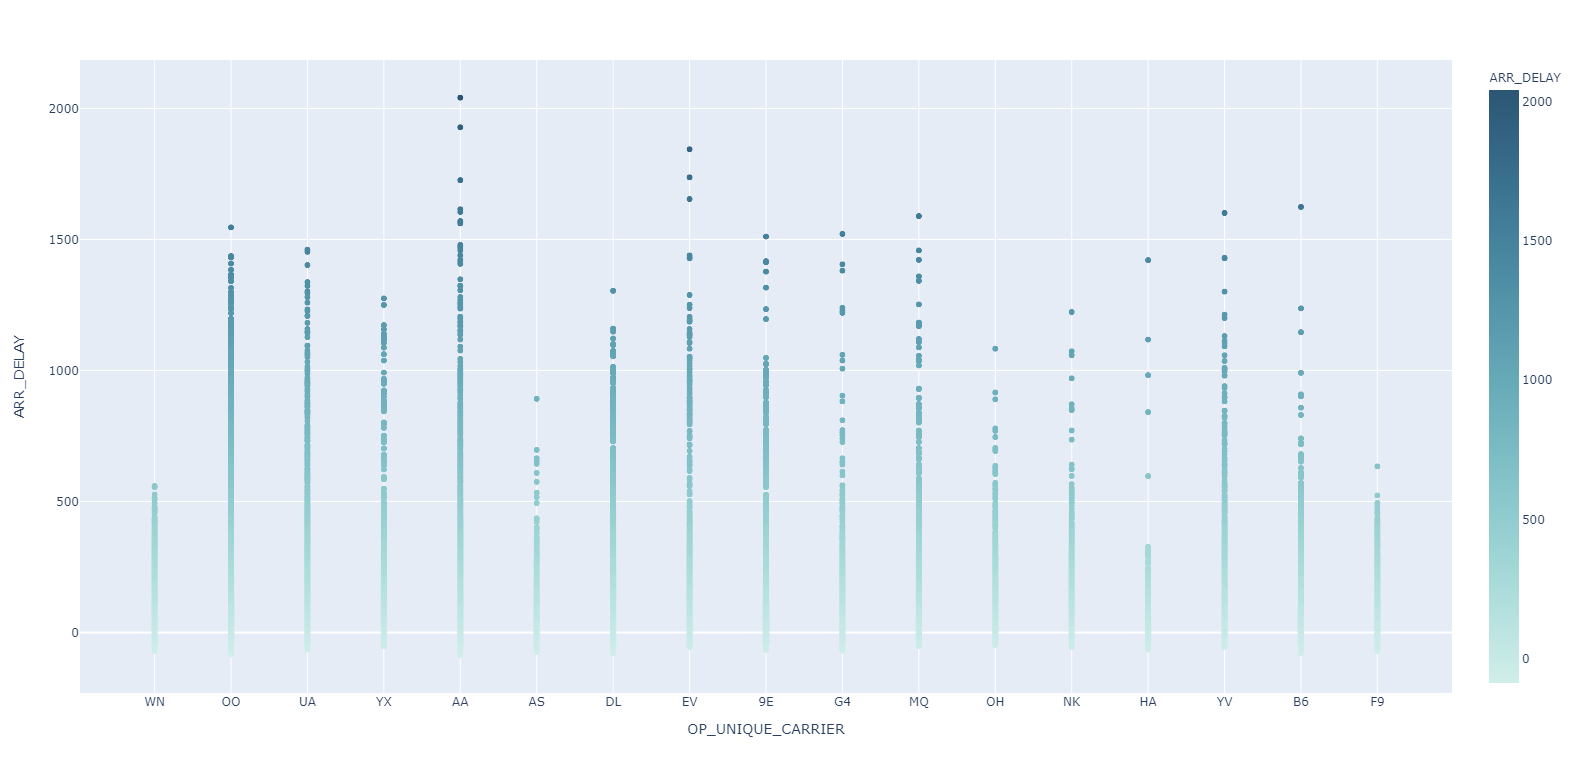 ARR_DELAY
2000
1500
1000
500
0
ARR_DELAY
2000
1500
1000
500
0
WN OO UA YX AA AS DL EV 9E G4 MQ OH NK HA YV B6 F9
OP_UNIQUE_CARRIER